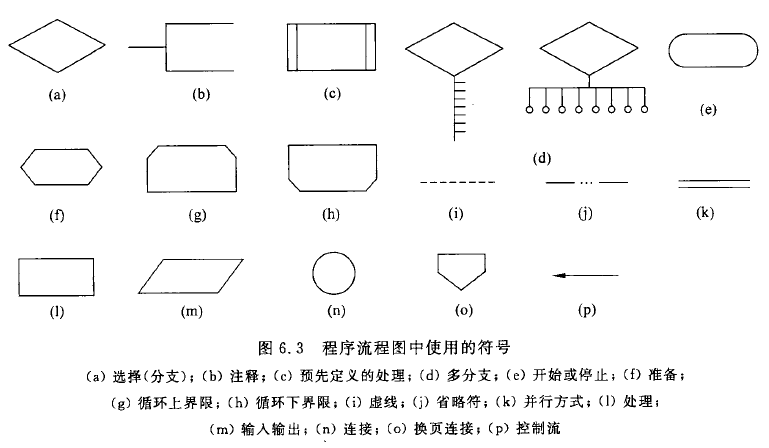 (a) (b) (c) (e)
(d)
(f) (g) (h) (i) (j) (k)
(l) (m) (n) (o) (p)
图 6.3 程序流程图中使用的符号
(a) 选择(分支); (b) 注释; (c) 预先定义的处理; (d) 多分支; (e) 开始或停止; (f) 准备;
(g) 循环上界限; (h) 循环下界限; (i) 虚线; (j) 省略符; (k) 并行方式; (l) 处理;
(m) 输入输出; (n) 连接; (o) 换页连接; (p) 控制流